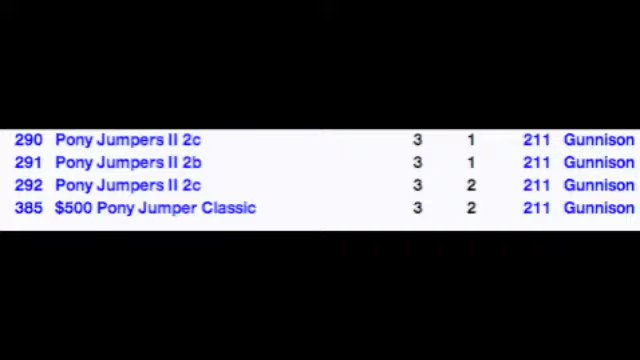 290 Pony Jumpers II 2c 3 1 211 Gunnison
291 Pony Jumpers II 2b 3 1 211 Gunnison
292 Pony Jumpers II 2c 3 2 211 Gunnison
385 $500 Pony Jumper Classic 3 2 211 Gunnison